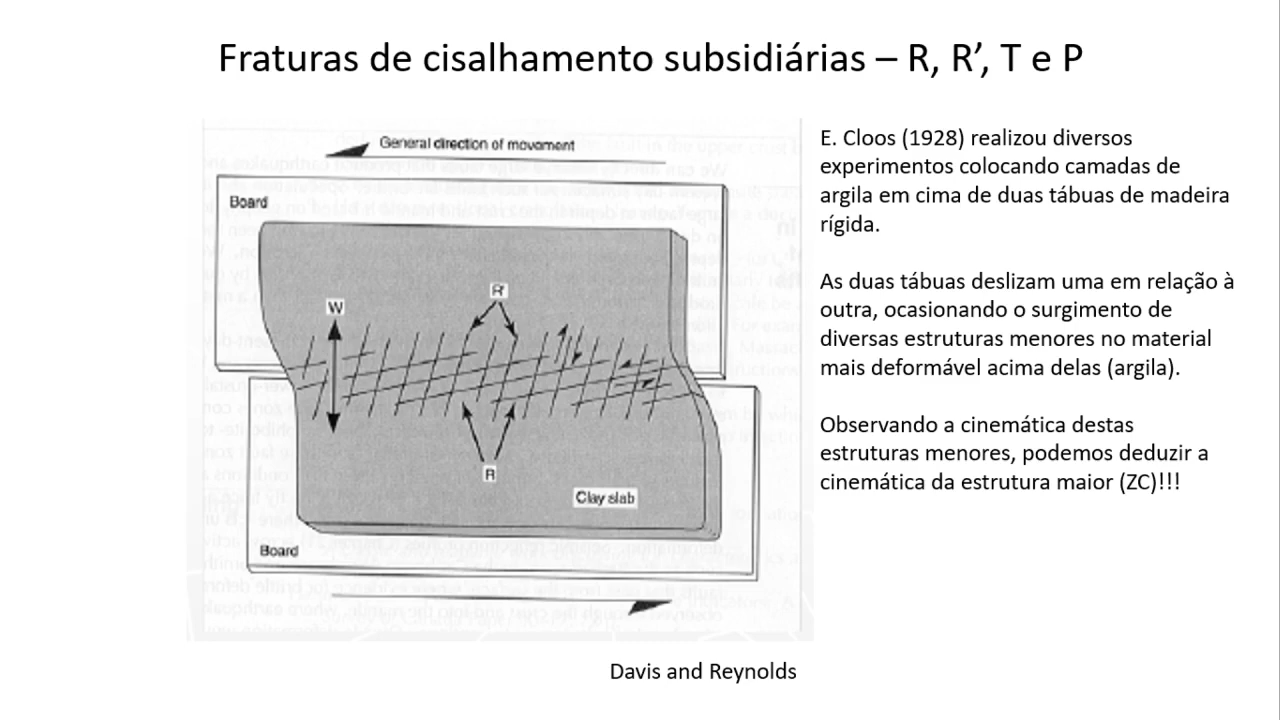 Fraturas de cisalhamento subsidiárias – R, R’, T e P
General direction of movement
Board
W
R'
R
Clay slab
Board
E. Cloos (1928) realizou diversos
experimentos colocando camadas de
argila em cima de duas tábuas de madeira
rígida.
As duas tábuas deslizam uma em relação à
outra, ocasionando o surgimento de
diversas estruturas menores no material
mais deformável acima delas (argila).
Observando a cinemática destas
estruturas menores, podemos deduzir a
cinemática da estrutura maior (ZC)!!!
Davis and Reynolds